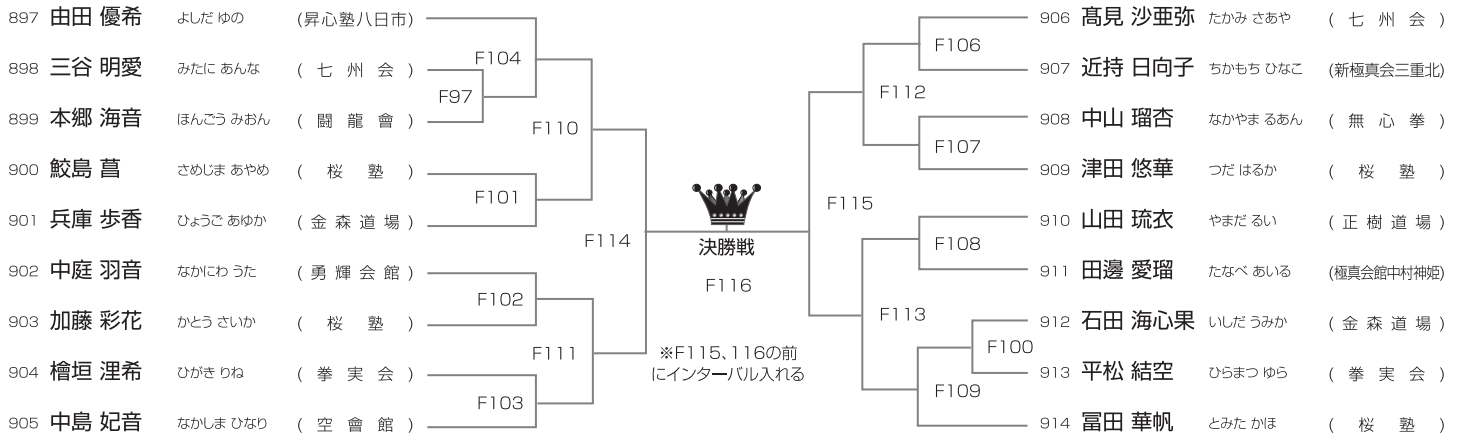 897 由田 優希 よしだ ゆの (昇心塾八日市)
F104
898 三谷 明愛 みたに あんな (七州会)
F97
899 本郷 海音 ほんごう みおん (闘龍會)
F110
900 鮫島 菖 さめじま あやめ (桜塾)
F101
901 兵庫 歩香 ひょうご あゆか (金森道場)
F114
902 中庭 羽音 なかにわ うた (勇輝会館)
F102
903 加藤 彩花 かとう さいか (桜塾)
F111
904 檜垣 浬希 ひがき りね (拳実会)
F103
905 中島 妃音 なかしま ひなり (空會館)
決勝戦
F116
※F115、116の前
にインターバル入れる
906 髙見 沙亜弥 たかみ さあや (七州会)
F106
907 近持 日向子 ちかもち ひなこ (新極真会三重北)
F112
908 中山 瑠杏 なかやま るあん (無心拳)
F107
909 津田 悠華 つだ はるか (桜塾)
F115
910 山田 琉衣 やまだ るい (正樹道場)
F108
911 田邊 愛瑠 たなべ あいる (極真会館中村神姫)
F113
912 石田 海心果 いしだ うみか (金森道場)
F100
913 平松 結空 ひらまつ ゆら (拳実会)
F109
914 冨田 華帆 とみた かほ (桜塾)